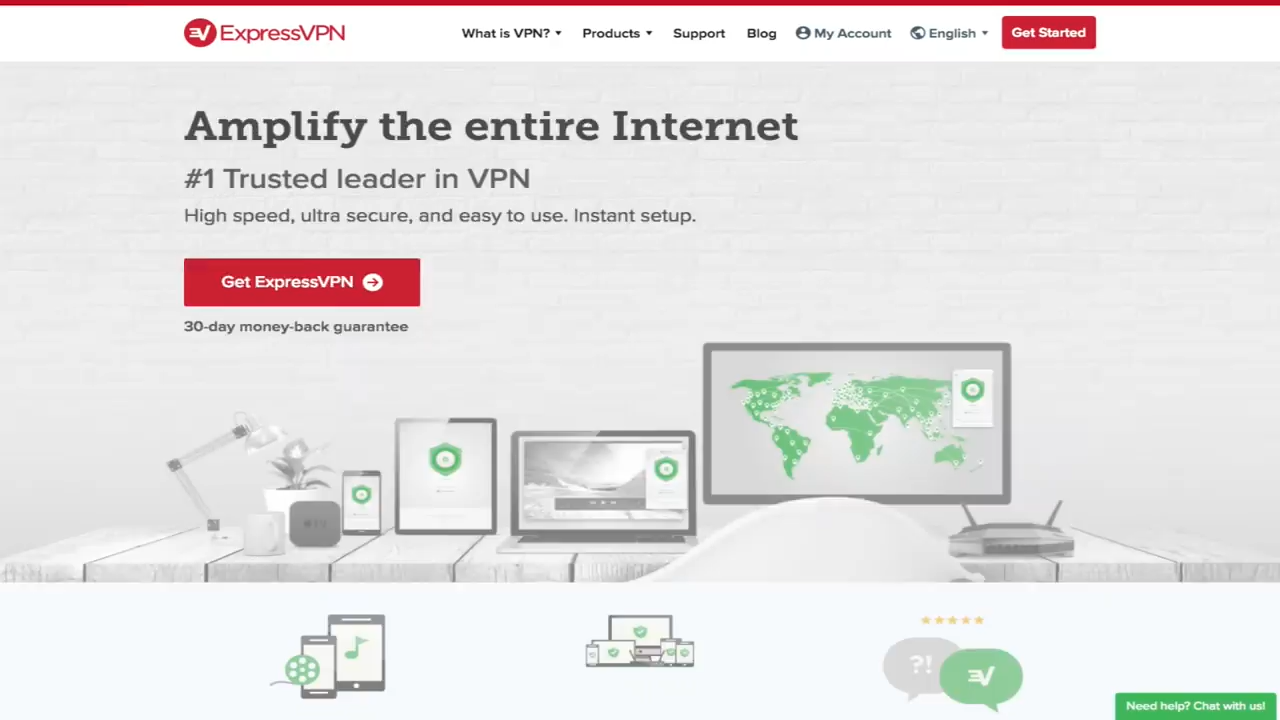 ExpressVPN
What is VPN?
Products
Support
Blog
My Account
English
Get Started
Amplify the entire Internet
#1 Trusted leader in VPN
High speed, ultra secure, and easy to use. Instant setup.
Get ExpressVPN
30-day money-back guarantee
tv
?!
Need help? Chat with us!